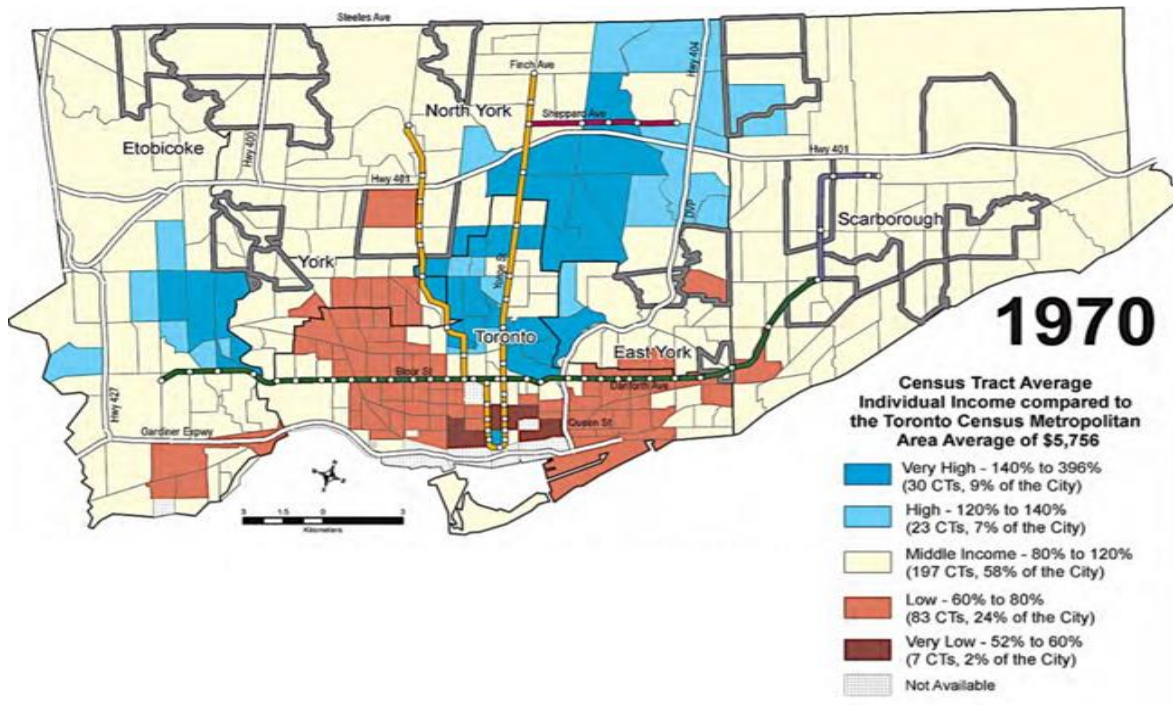 Steeles Ave
Hwy 404
Finch Ave
North York
Sheppard Ave
Etobicoke
Hwy 400
Hwy 401
Hwy 401
DVP
Scarborough
York
Yonge St
1970
Toronto
East York
Bloor St
Danforth Ave
Hwy 427
Gardiner Expwy
Queen St
Census Tract Average
Individual Income compared to
the Toronto Census Metropolitan
Area Average of $5,756
Very High - 140% to 396%
(30 CTs, 9% of the City)
High - 120% to 140%
(23 CTs, 7% of the City)
Middle Income - 80% to 120%
(197 CTs, 58% of the City)
Low - 60% to 80%
(83 CTs, 24% of the City)
Very Low - 52% to 60%
(7 CTs, 2% of the City)
Not Available
3 1.5 0 3
Kilometers